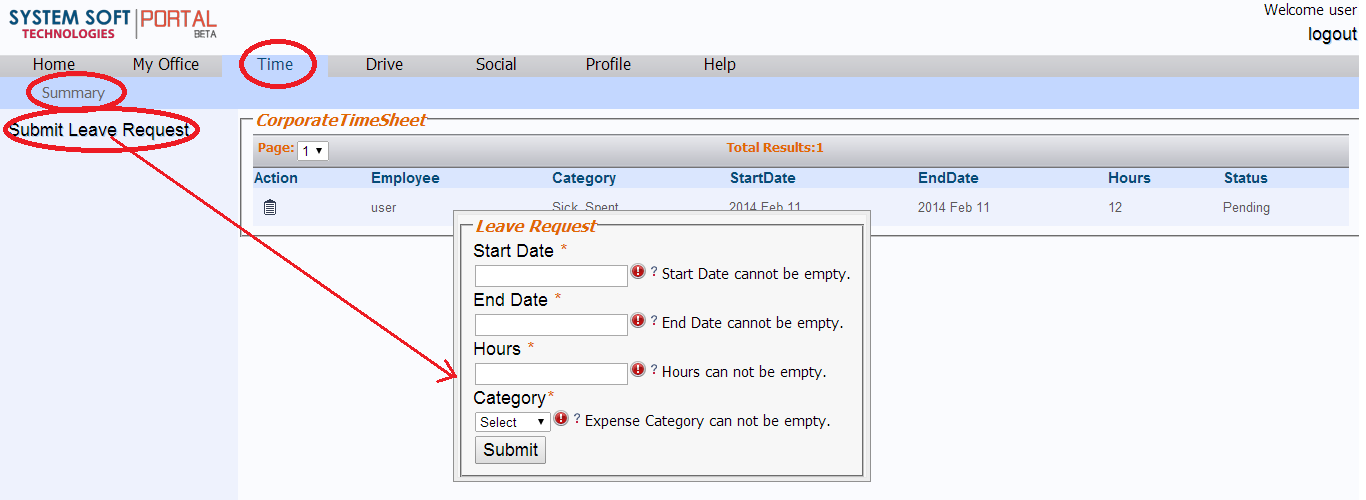 SYSTEM SOFT PORTAL
TECHNOLOGIES BETA
Welcome user
logout
Home My Office Time Drive Social Profile Help
Summary
Submit Leave Request
CorporateTimeSheet
Page: 1 Total Results:1
Action Employee Category StartDate EndDate Hours Status
user Sick Spent 2014 Feb 11 2014 Feb 11 12 Pending
Leave Request
Start Date *
? Start Date cannot be empty.
End Date *
? End Date cannot be empty.
Hours *
? Hours can not be empty.
Category*
Select ? Expense Category can not be empty.
Submit